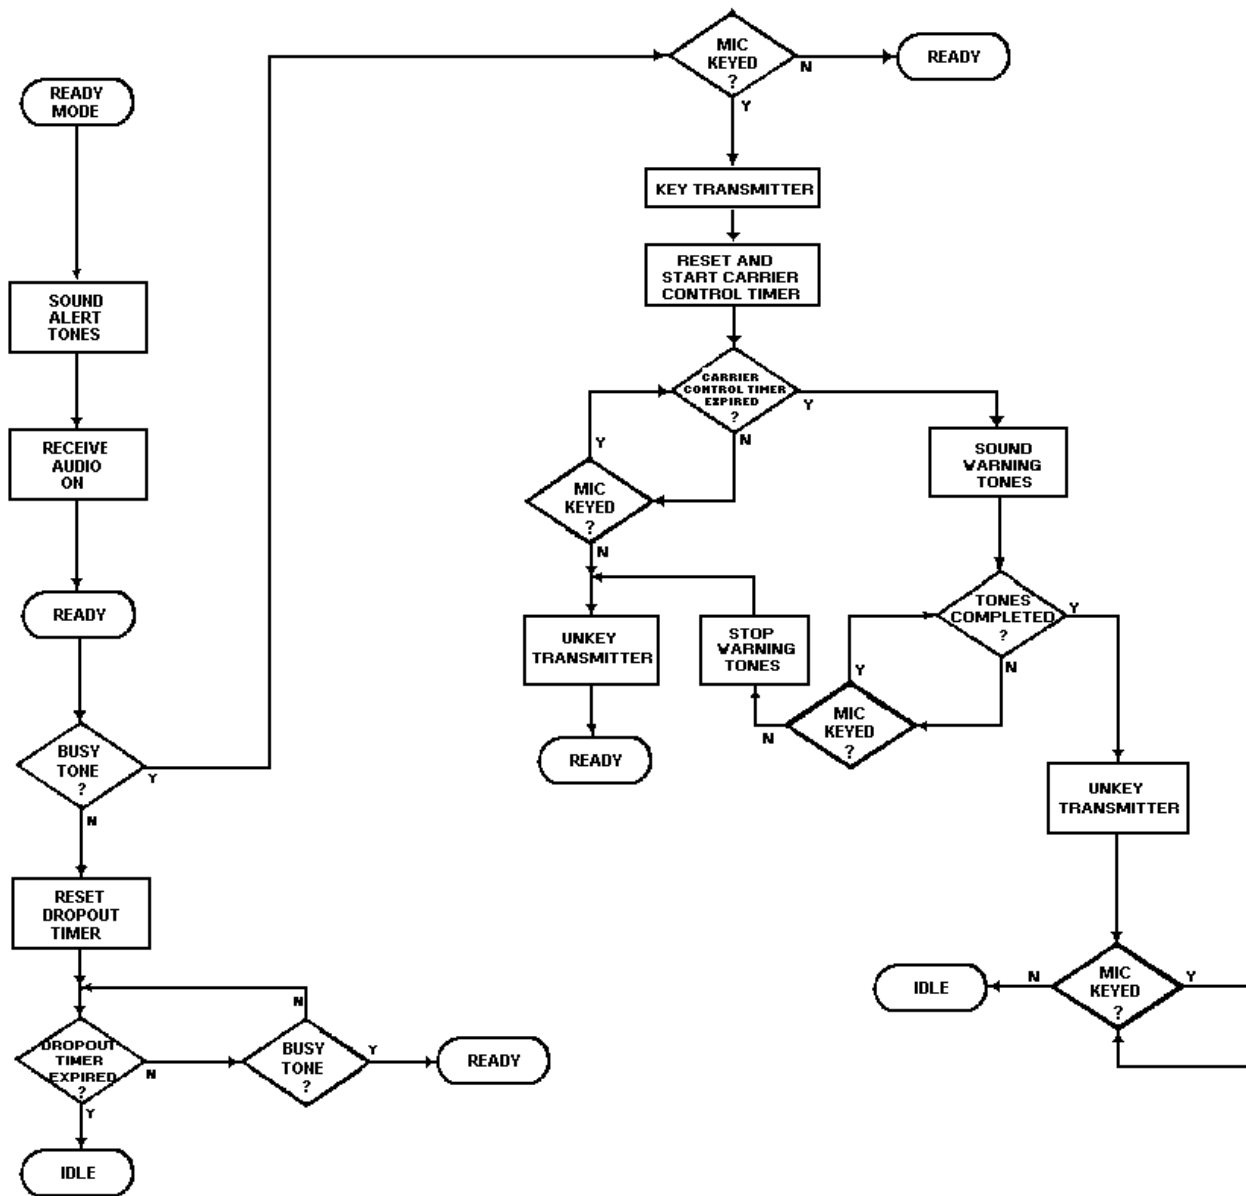 READY
MODE
SOUND
ALERT
TONES
RECEIVE
AUDIO
ON
READY
BUSY
TONE
?
Y
N
RESET
DROPOUT
TIMER
DROPOUT
TIMER
EXPIRED
?
N
Y
IDLE
BUSY
TONE
?
N
Y
READY
MIC
KEYED
?
N
Y
READY
KEY TRANSMITTER
RESET AND
START CARRIER
CONTROL TIMER
CARRIER
CONTROL TIMER
EXPIRED
?
Y
N
MIC
KEYED
?
Y
N
UNKEY
TRANSMITTER
READY
SOUND
WARNING
TONES
TONES
COMPLETED
?
Y
N
MIC
KEYED
?
Y
N
STOP
WARNING
TONES
UNKEY
TRANSMITTER
MIC
KEYED
?
N
Y
IDLE